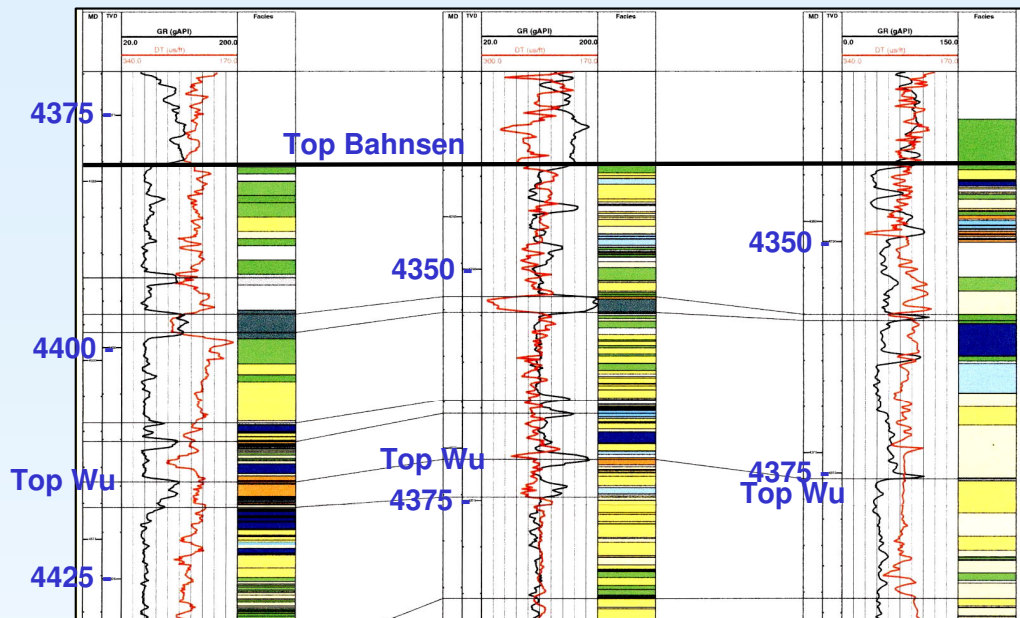 MD TVD Facies
GR (gAPI)
20.0 200.0
DT (us/ft)
340.0 170.0
MD TVD Facies
GR (gAPI)
20.0 200.0
DT (us/ft)
300.0 170.0
MD TVD Facies
GR (gAPI)
0.0 150.0
DT (us/ft)
340.0 170.0
4375 -
Top Bahnsen
4350 -
4350 -
4400 -
Top Wu
Top Wu
4375 -
4375 -
Top Wu
4425 -